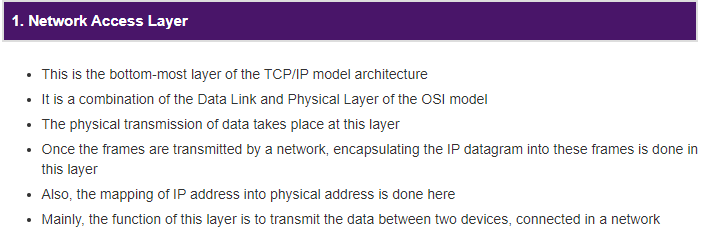 1. Network Access Layer
• This is the bottom-most layer of the TCP/IP model architecture
• It is a combination of the Data Link and Physical Layer of the OSI model
• The physical transmission of data takes place at this layer
• Once the frames are transmitted by a network, encapsulating the IP datagram into these frames is done in
this layer
• Also, the mapping of IP address into physical address is done here
• Mainly, the function of this layer is to transmit the data between two devices, connected in a network